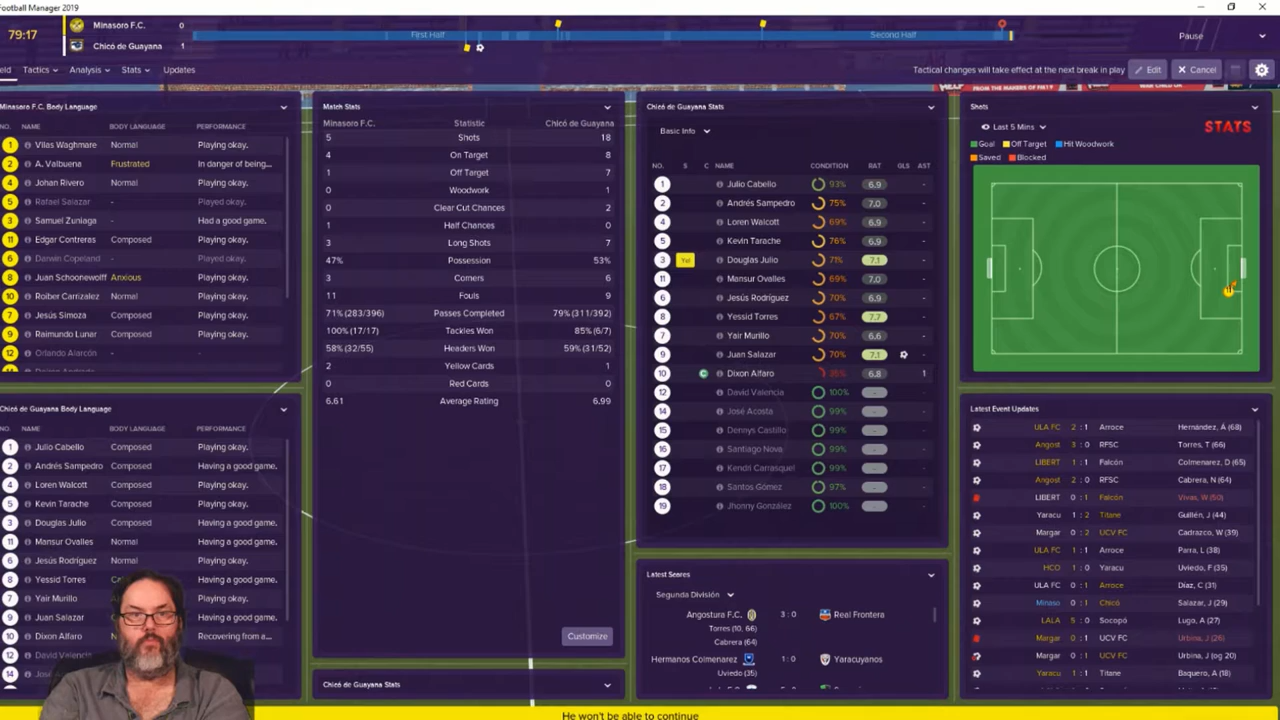 Football Manager 2019
79:17
Minasoro F.C. 0
Chicó de Guayana 1
First Half
Second Half
Pause
Tactics
Analysis
Stats
Updates
Tactical changes will take effect at the next break in play
Edit
Cancel
Minasoro F.C. Body Language
NO. NAME BODY LANGUAGE PERFORMANCE
1 Vilas Waghmare Normal Playing okay.
2 A. Valbuena Frustrated In danger of being...
4 Johan Rivero Normal Playing okay.
5 Rafael Salazar - Played okay.
3 Samuel Zuniaga - Had a good game.
11 Edgar Contreras Composed Playing okay.
6 Darwin Copeland - Playing okay.
8 Juan Schoonewolff Anxious Playing okay.
10 Roiber Carrizalez Normal Playing okay.
7 Jesús Simoza Composed Playing okay.
9 Raimundo Lunar Composed Playing okay.
12 Orlando Alarcón - -
Chicó de Guayana Body Language
NO. NAME BODY LANGUAGE PERFORMANCE
1 Julio Cabello Composed Playing okay.
2 Andrés Sampedro Composed Having a good game.
4 Loren Walcott Composed Playing okay.
5 Kevin Tarache Composed Playing okay.
3 Douglas Julio Composed Having a good game.
11 Mansur Ovalles Normal Having a good game.
6 Jesús Rodríguez Normal Playing okay.
8 Yessid Torres Having a good game.
7 Yair Murillo Playing okay.
9 Juan Salazar Having a good game.
10 Dixon Alfaro Recovering from a...
12 David
14
Match Stats
Minasoro F.C. Statistic Chicó de Guayana
5 Shots 18
4 On Target 8
1 Off Target 7
0 Woodwork 1
0 Clear Cut Chances 2
1 Half Chances 0
3 Long Shots 7
47% Possession 53%
3 Corners 6
11 Fouls 9
71% (283/396) Passes Completed 79% (311/392)
100% (17/17) Tackles Won 85% (6/7)
58% (32/55) Headers Won 59% (31/52)
2 Yellow Cards 1
0 Red Cards 0
6.61 Average Rating 6.99
Customize
Chicó de Guayana Stats
Chicó de Guayana Stats
Basic Info
NO. S C NAME CONDITION RAT GLS AST
1 Julio Cabello 93% 6.9 -
2 Andrés Sampedro 75% 7.0 -
4 Loren Walcott 69% 6.9 -
5 Kevin Tarache 76% 6.9 -
3 Yel Douglas Julio 71% 7.1 -
11 Mansur Ovalles 69% 7.0 -
6 Jesús Rodríguez 70% 6.9 -
8 Yessid Torres 67% 7.7 -
7 Yair Murillo 70% 6.6 -
9 Juan Salazar 70% 7.1 -
10 C Dixon Alfaro 6.8 1
12 David Valencia 100% - -
14 José Acosta 99% - -
15 Dennys Castillo 99% - -
16 Santiago Nova 99% - -
17 Kendri Carrasquel 99% - -
18 Santos Gómez 97% - -
19 Jhonny González 100% - -
Latest Scores
Segunda División
Angostura F.C. 3 : 0 Real Frontera
Torres (10, 66)
Cabrera (64)
Hermanos Colmenarez 1 : 0 Yaracuyanos
Uviedo (35)
Shots
Last 5 Mins
STATS
Goal Off Target Hit Woodwork
Saved Blocked
Latest Event Updates
ULA FC 2 : 1 Arroce Hernández, Á (68)
Angost 3 : 0 RFSC Torres, T (66)
LIBERT 1 : 1 Falcón Colmenarez, D (65)
Angost 2 : 0 RFSC Cabrera, N (64)
LIBERT 0 : 1 Falcón Vivas, W (50)
Yaracu 1 : 2 Titane Guillén, J (44)
Margar 0 : 2 UCV FC Cadrazco, W (39)
ULA FC 1 : 1 Arroce Parra, L (38)
HCO 1 : 0 Yaracu Uviedo, F (35)
ULA FC 0 : 1 Arroce Díaz, C (31)
Minaso 0 : 1 Chicó Salazar, J (29)
LALA 5 : 0 Socopó Lugo, A (27)
Margar 0 : 1 UCV FC Urbina, J (26)
Margar 0 : 1 UCV FC Urbina, J (og 20)
Yaracu 1 : 1 Titane Baquero, A (18)
He won't be able to continue